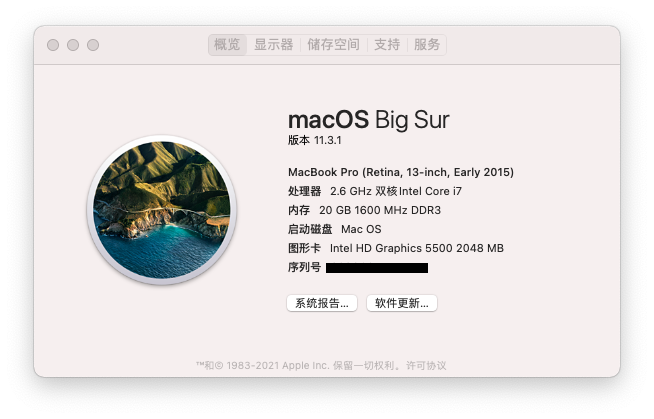 概览 显示器 储存空间 支持 服务
macOS Big Sur
版本 11.3.1
MacBook Pro (Retina, 13-inch, Early 2015)
处理器 2.6 GHz 双核Intel Core i7
内存 20 GB 1600 MHz DDR3
启动磁盘 Mac OS
图形卡 Intel HD Graphics 5500 2048 MB
序列号
系统报告... 软件更新...
™和© 1983-2021 Apple Inc. 保留一切权利。许可协议